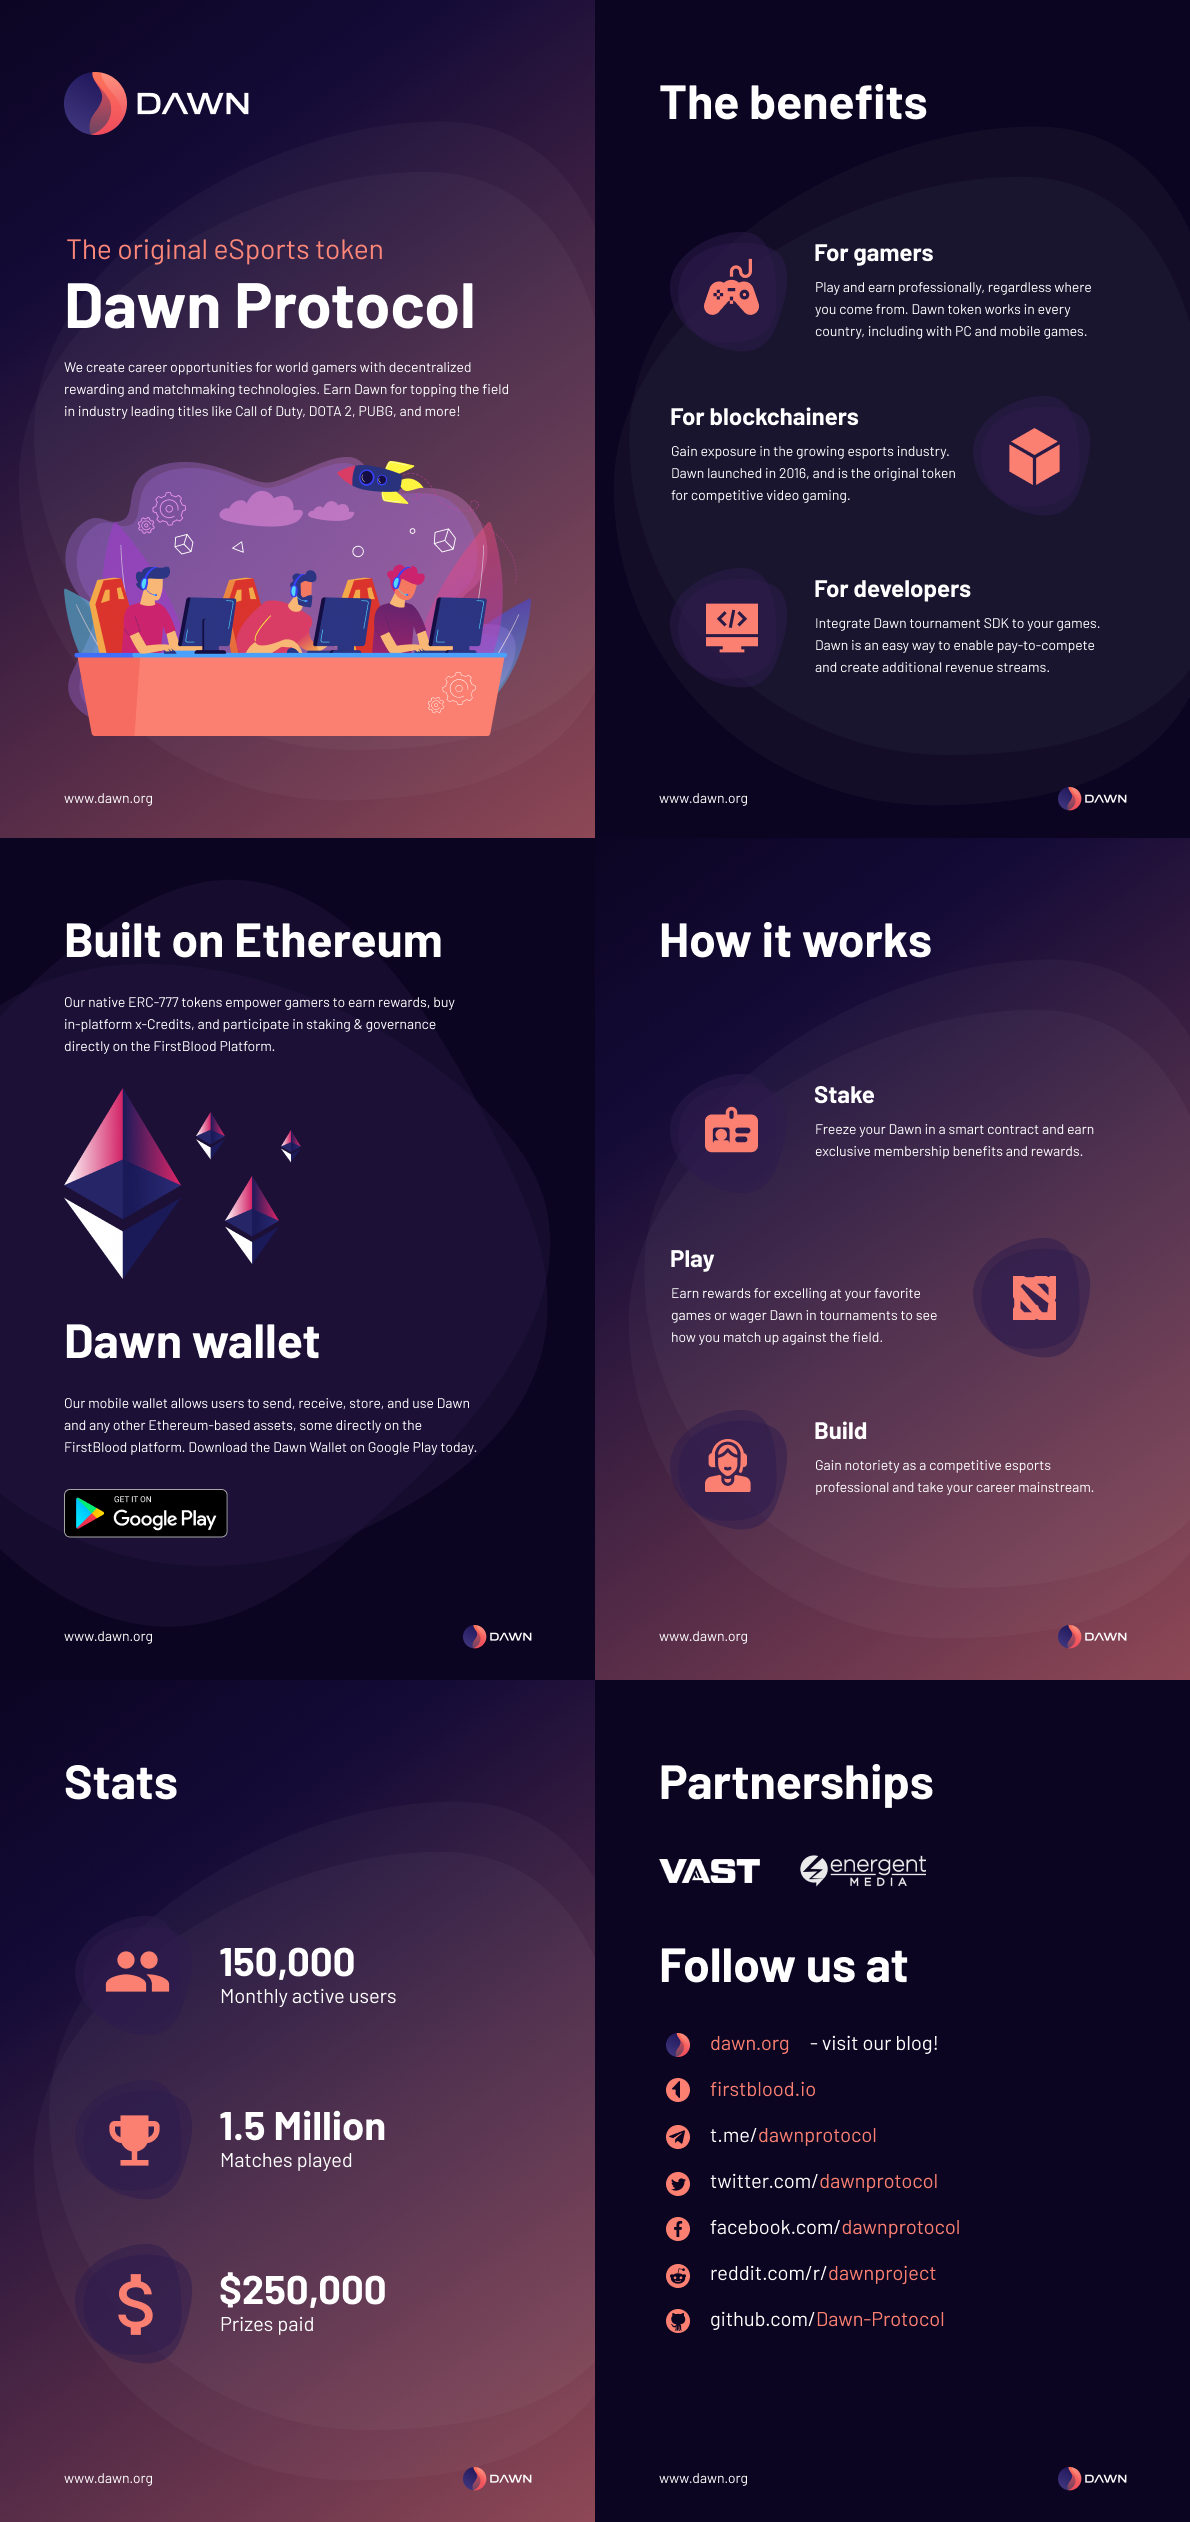 DAWN
The original eSports token
Dawn Protocol
We create career opportunities for world gamers with decentralized
rewarding and matchmaking technologies. Earn Dawn for topping the field
in industry leading titles like Call of Duty, DOTA 2, PUBG, and more!
www.dawn.org
The benefits
For gamers
Play and earn professionally, regardless where
you come from. Dawn token works in every
country, including with PC and mobile games.
For blockchainers
Gain exposure in the growing esports industry.
Dawn launched in 2016, and is the original token
for competitive video gaming.
For developers
Integrate Dawn tournament SDK to your games.
Dawn is an easy way to enable pay-to-compete
and create additional revenue streams.
www.dawn.org
DAWN
Built on Ethereum
Our native ERC-777 tokens empower gamers to earn rewards, buy
in-platform x-Credits, and participate in staking & governance
directly on the FirstBlood Platform.
Dawn wallet
Our mobile wallet allows users to send, receive, store, and use Dawn
and any other Ethereum-based assets, some directly on the
FirstBlood platform. Download the Dawn Wallet on Google Play today.
GET IT ON
Google Play
www.dawn.org
DAWN
How it works
Stake
Freeze your Dawn in a smart contract and earn
exclusive membership benefits and rewards.
Play
Earn rewards for excelling at your favorite
games or wager Dawn in tournaments to see
how you match up against the field.
Build
Gain notoriety as a competitive esports
professional and take your career mainstream.
www.dawn.org
DAWN
Stats
150,000
Monthly active users
1.5 Million
Matches played
$250,000
Prizes paid
www.dawn.org
DAWN
Partnerships
VAST
energent
MEDIA
Follow us at
dawn.org - visit our blog!
firstblood.io
t.me/dawnprotocol
twitter.com/dawnprotocol
facebook.com/dawnprotocol
reddit.com/r/dawnproject
github.com/Dawn-Protocol
www.dawn.org
DAWN